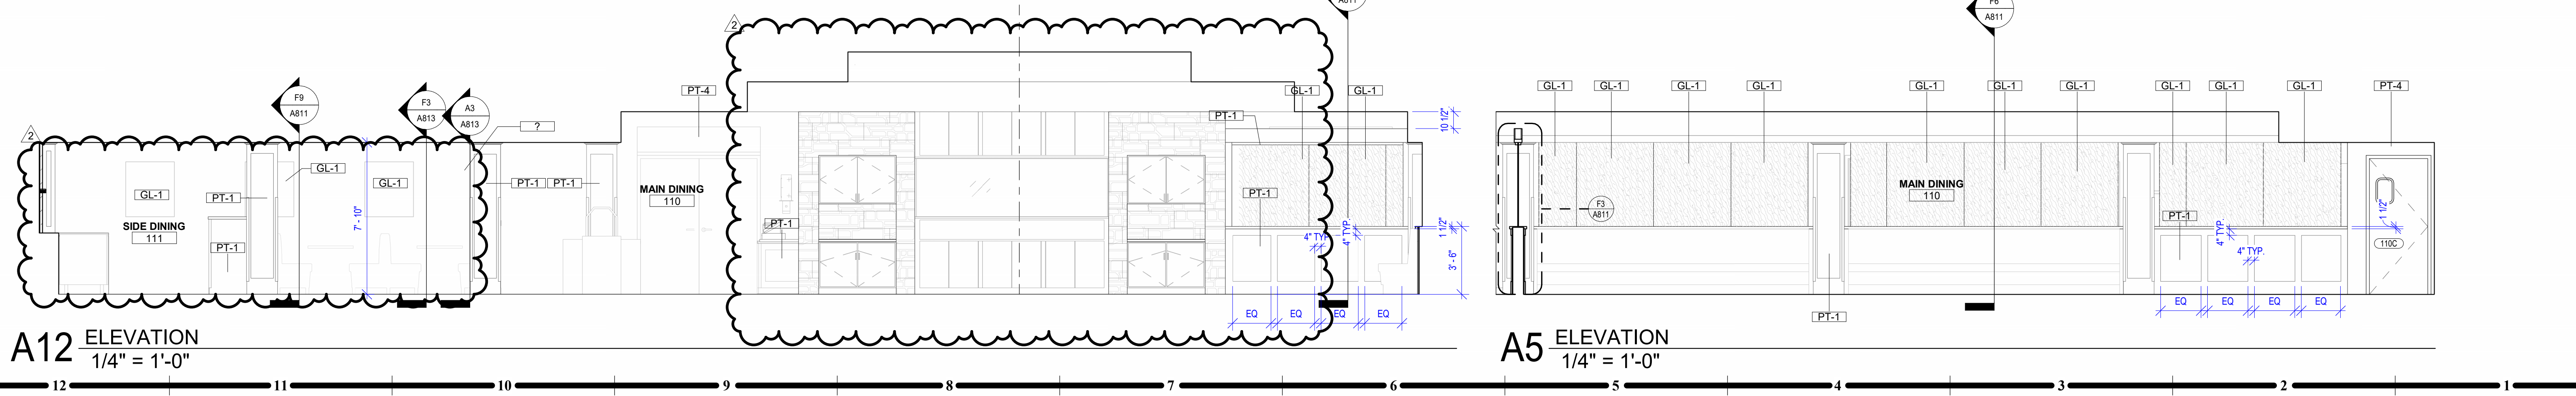 A811
F6
A811
2
2
F9
A811
F3
A813
A3
A813
?
PT-4
GL-1
GL-1
PT-1
10 1/2"
GL-1
PT-1
GL-1
GL-1
PT-1
PT-1
MAIN DINING
110
PT-1
SIDE DINING
111
PT-1
7' - 10"
PT-1
4" TYP.
4" TYP.
1 1/2"
3' - 6"
EQ
EQ
EQ
EQ
A12
ELEVATION
1/4" = 1'-0"
GL-1
GL-1
GL-1
GL-1
GL-1
GL-1
GL-1
GL-1
GL-1
GL-1
PT-4
MAIN DINING
110
F3
A811
PT-1
1 1/2"
4" TYP.
4" TYP.
110C
EQ
EQ
EQ
EQ
PT-1
A5
ELEVATION
1/4" = 1'-0"
12
11
10
9
8
7
6
5
4
3
2
1